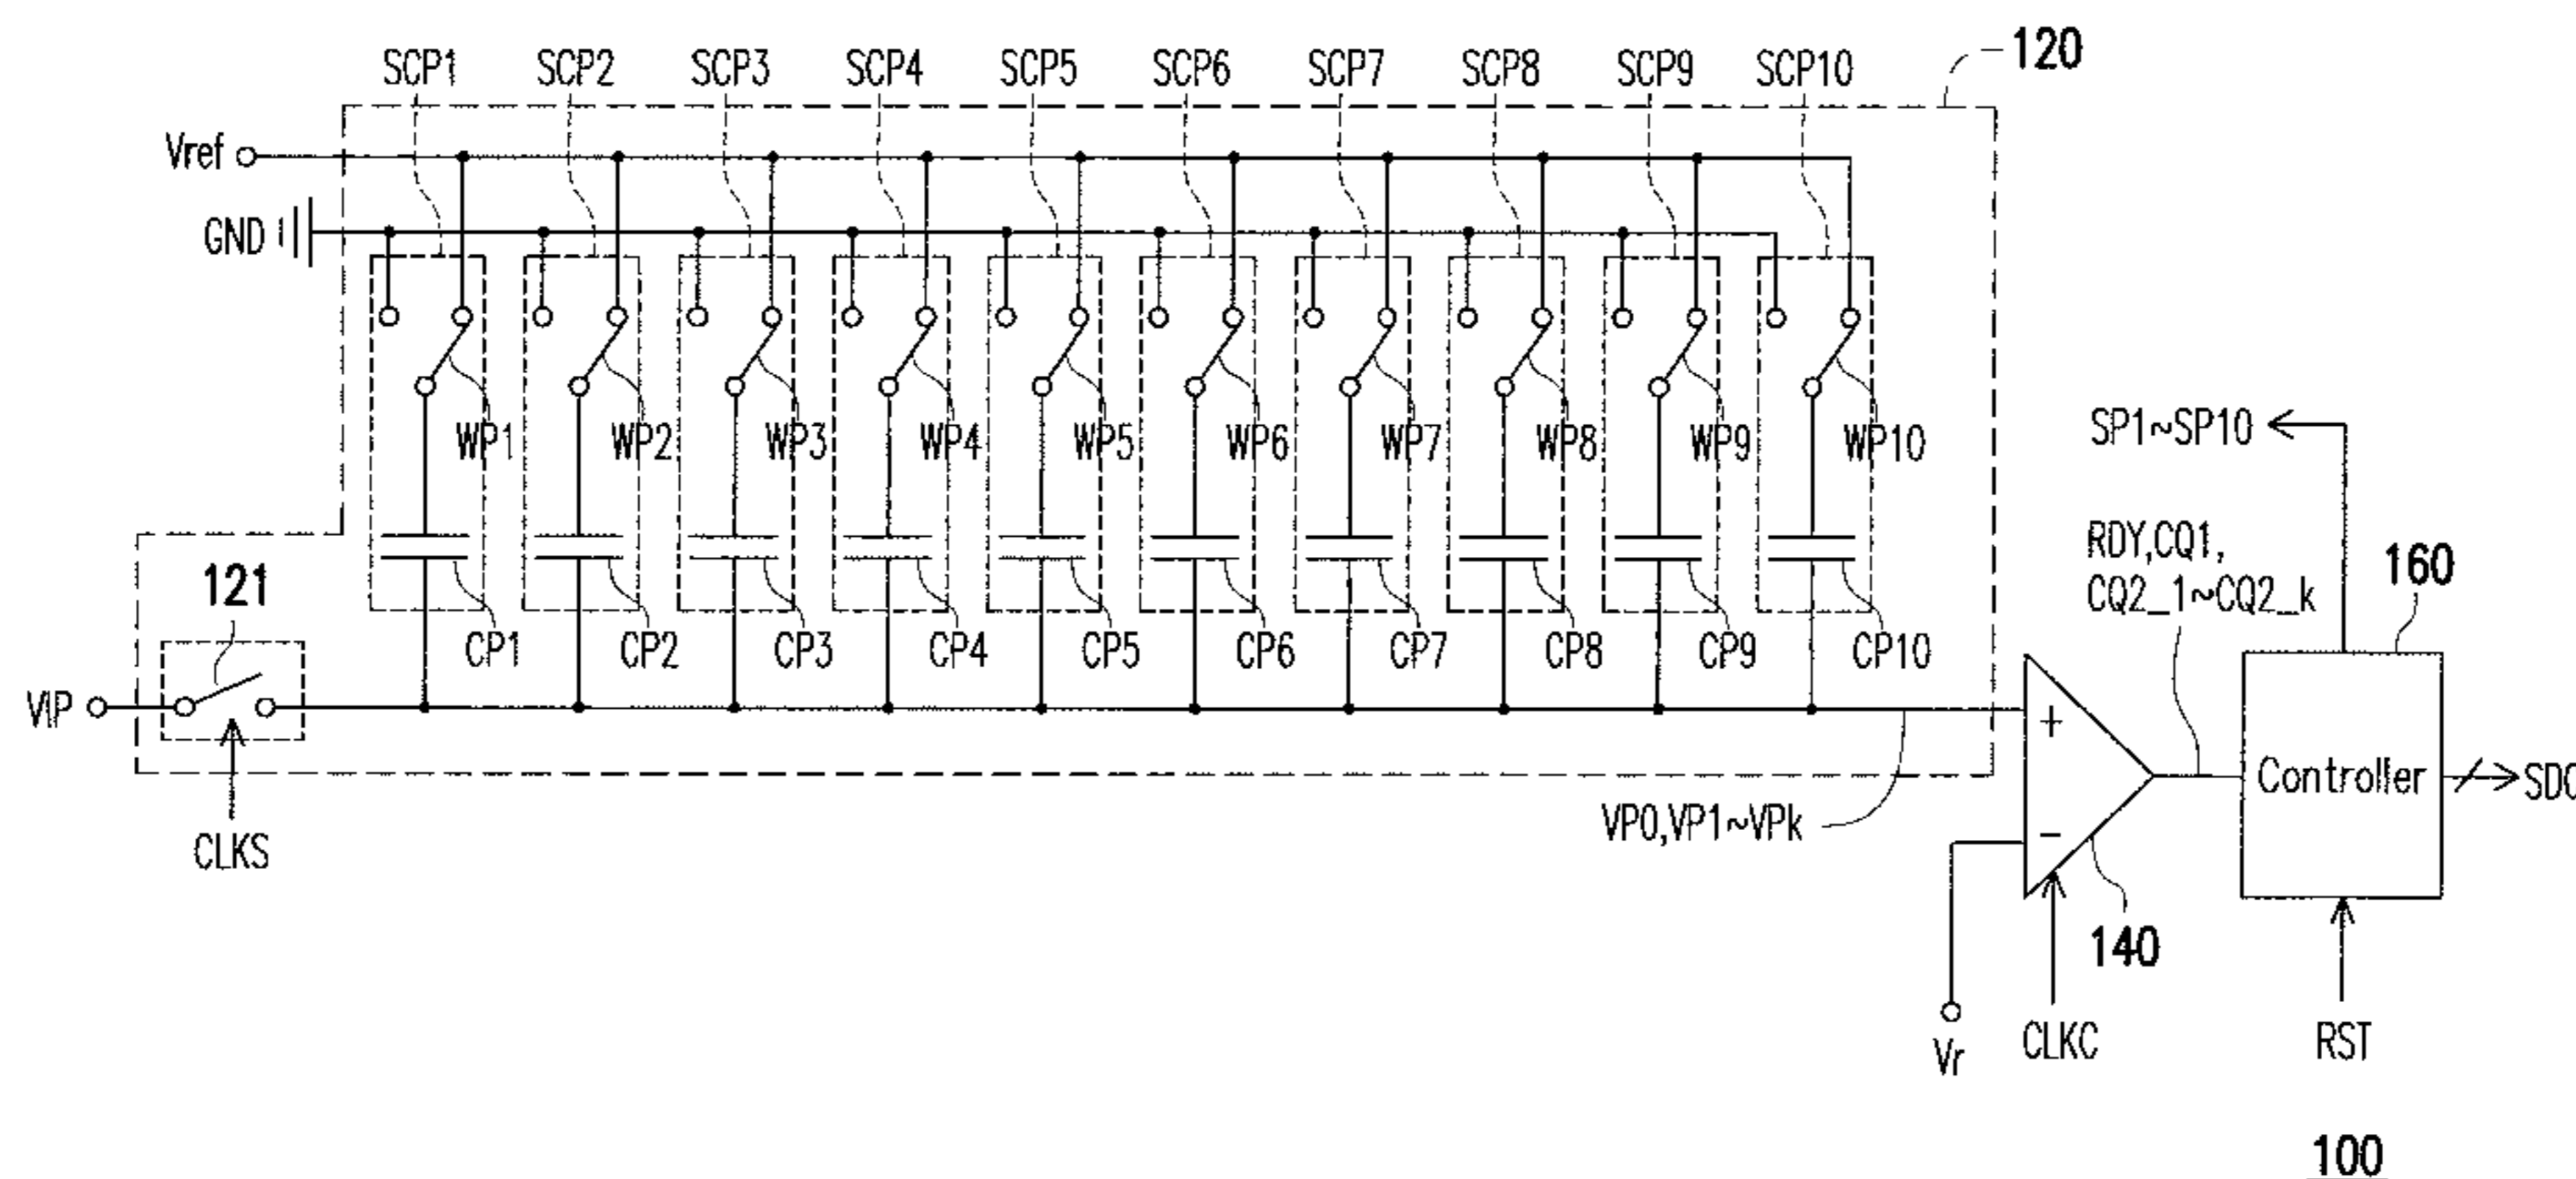 SCP1 SCP2 SCP3 SCP4 SCP5 SCP6 SCP7 SCP8 SCP9 SCP10 120
Vref
GND
WP1 WP2 WP3 WP4 WP5 WP6 WP7 WP8 WP9 WP10
SP1~SP10
RDY,CQ1,
CQ2_1~CQ2_k
160
121
CP1 CP2 CP3 CP4 CP5 CP6 CP7 CP8 CP9 CP10
VIP
+
Controller
VP0,VP1~VPk
−
CLKS
140
Vr
CLKC
RST
100